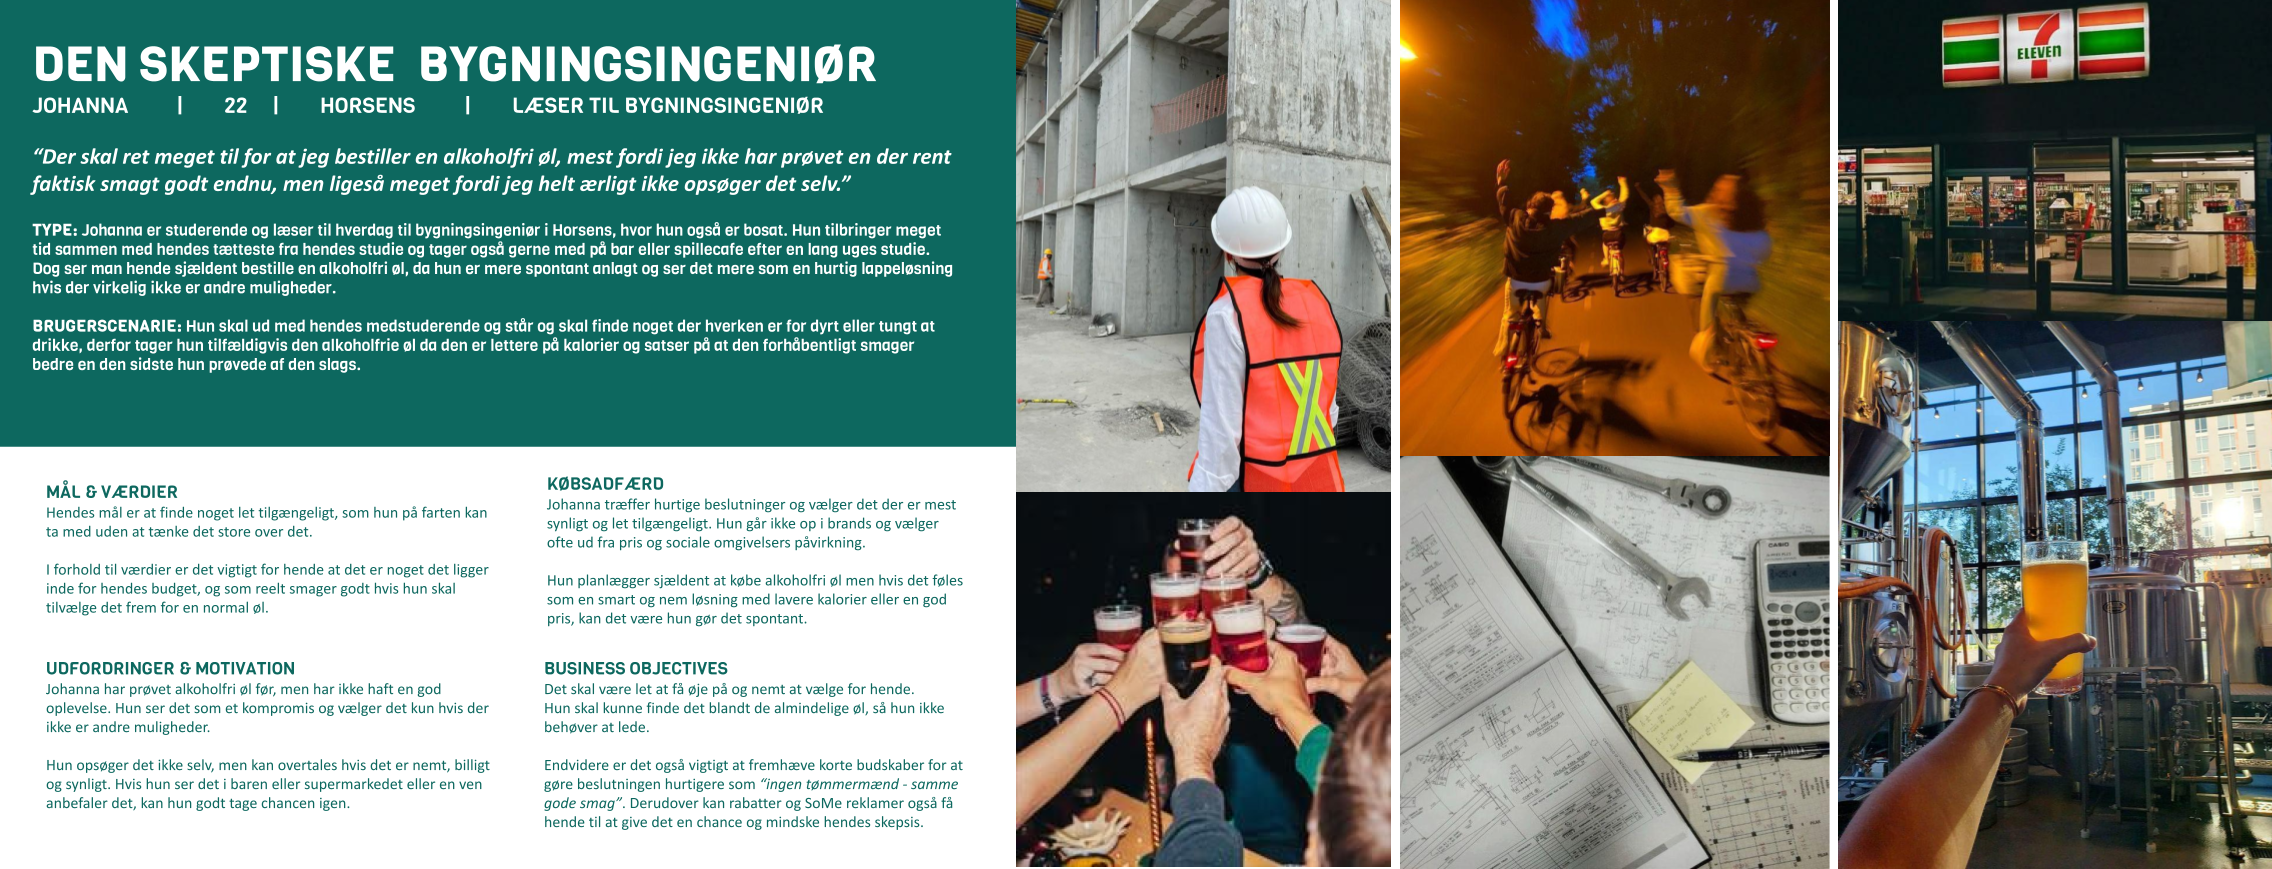 DEN SKEPTISKE BYGNINGSINGENIØR
JOHANNA | 22 | HORSENS | LÆSER TIL BYGNINGSINGENIØR
“Der skal ret meget til for at jeg bestiller en alkoholfri øl, mest fordi jeg ikke har prøvet en der rent
faktisk smagt godt endnu, men ligeså meget fordi jeg helt ærligt ikke opsøger det selv.”
TYPE: Johanna er studerende og læser til hverdag til bygningsingeniør i Horsens, hvor hun også er bosat. Hun tilbringer meget
tid sammen med hendes tætteste fra hendes studie og tager også gerne med på bar eller spillecafe efter en lang uges studie.
Dog ser man hende sjældent bestille en alkoholfri øl, da hun er mere spontant anlagt og ser det mere som en hurtig lappeløsning
hvis der virkelig ikke er andre muligheder.
BRUGERSCENARIE: Hun skal ud med hendes medstuderende og står og skal finde noget der hverken er for dyrt eller tungt at
drikke, derfor tager hun tilfældigvis den alkoholfrie øl da den er lettere på kalorier og satser på at den forhåbentligt smager
bedre en den sidste hun prøvede af den slags.
MÅL & VÆRDIER
Hendes mål er at finde noget let tilgængeligt, som hun på farten kan
ta med uden at tænke det store over det.
I forhold til værdier er det vigtigt for hende at det er noget det ligger
inde for hendes budget, og som reelt smager godt hvis hun skal
tilvælge det frem for en normal øl.
UDFORDRINGER & MOTIVATION
Johanna har prøvet alkoholfri øl før, men har ikke haft en god
oplevelse. Hun ser det som et kompromis og vælger det kun hvis der
ikke er andre muligheder.
Hun opsøger det ikke selv, men kan overtales hvis det er nemt, billigt
og synligt. Hvis hun ser det i baren eller supermarkedet eller en ven
anbefaler det, kan hun godt tage chancen igen.
KØBSADFÆRD
Johanna træffer hurtige beslutninger og vælger det der er mest
synligt og let tilgængeligt. Hun går ikke op i brands og vælger
ofte ud fra pris og sociale omgivelsers påvirkning.
Hun planlægger sjældent at købe alkoholfri øl men hvis det føles
som en smart og nem løsning med lavere kalorier eller en god
pris, kan det være hun gør det spontant.
BUSINESS OBJECTIVES
Det skal være let at få øje på og nemt at vælge for hende.
Hun skal kunne finde det blandt de almindelige øl, så hun ikke
behøver at lede.
Endvidere er det også vigtigt at fremhæve korte budskaber for at
gøre beslutningen hurtigere som “ingen tømmermænd - samme
gode smag”. Derudover kan rabatter og SoMe reklamer også få
hende til at give det en chance og mindske hendes skepsis.
7
ELEVEn
CASIO